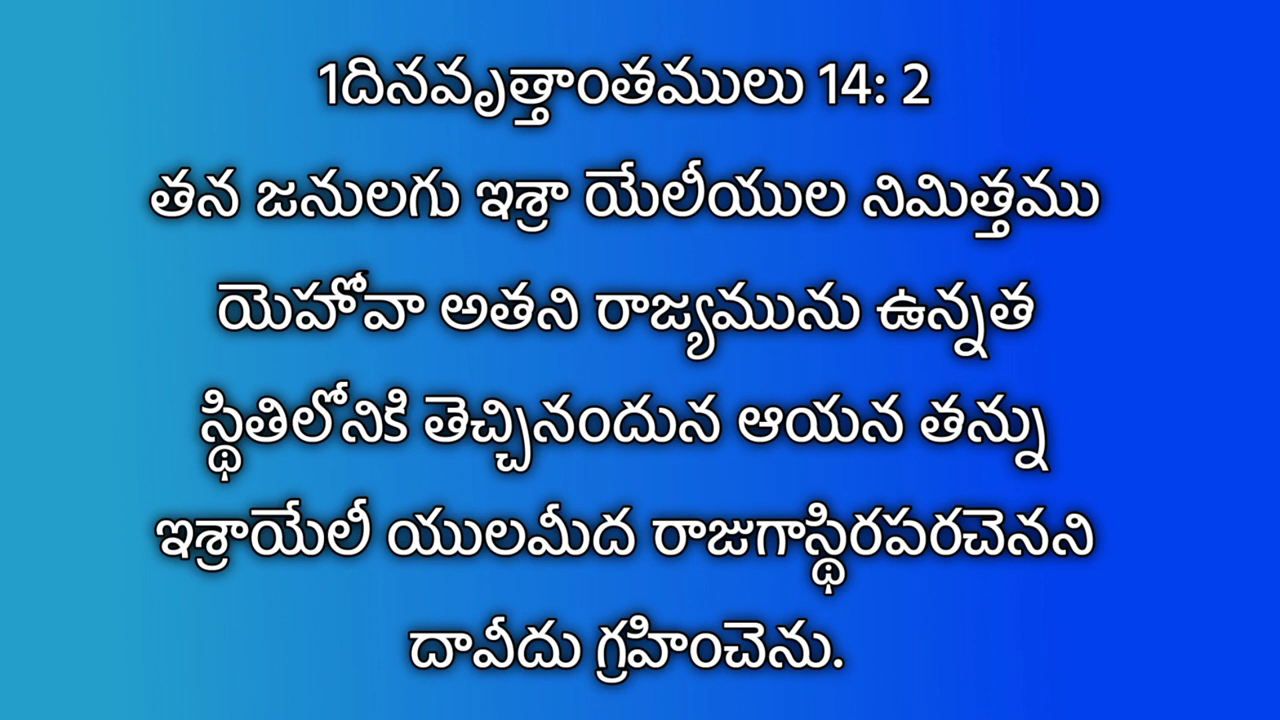 1దినవృత్తాంతములు 14: 2
తన జనులగు ఇశ్రా యేలీయుల నిమిత్తము
యెహోవా అతని రాజ్యమును ఉన్నత
స్థితిలోనికి తెచ్చినందున ఆయన తన్ను
ఇశ్రాయేలీ యులమీద రాజుగాస్థిరపరచెనని
దావీదు గ్రహించెను.